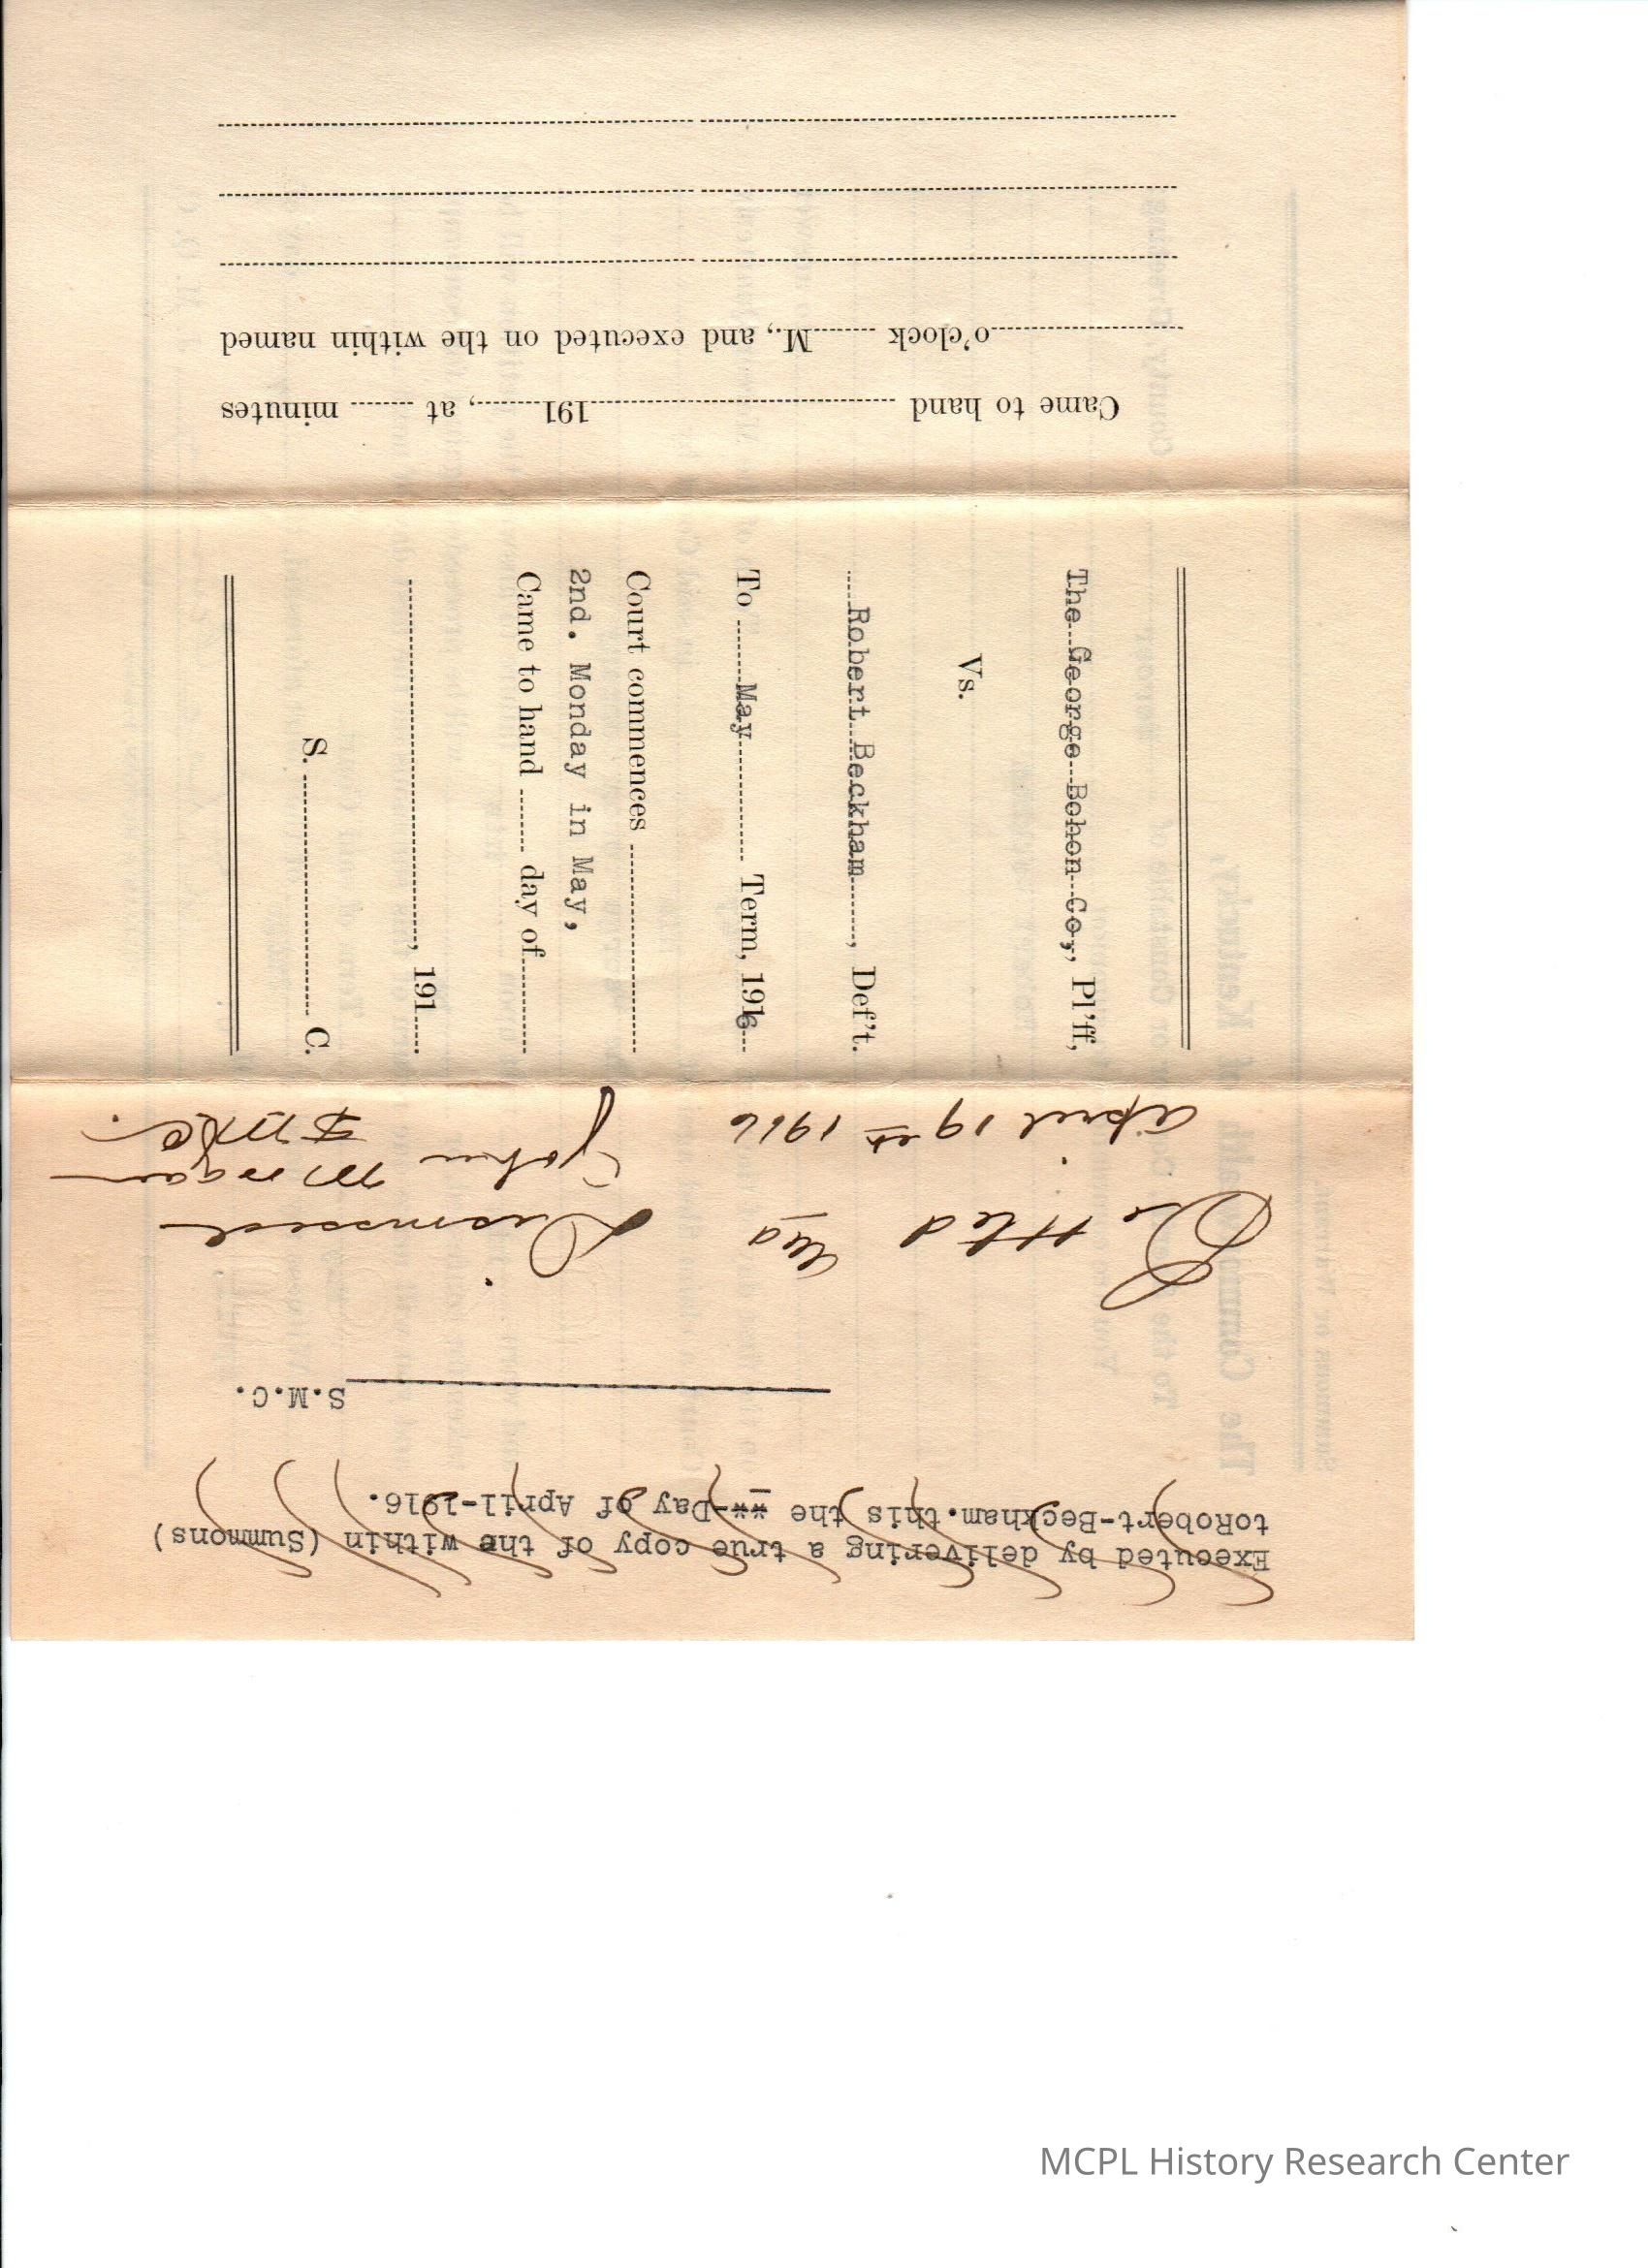 Executed by delivering a true copy of the within (Summons)
toRobert-Beckham.this the **-Day of April-1916.
S.M.C.
Settled and Dismissed
April 19th 1916 John Morgan
S.M.C.
The George Bohon Co., Pl'ff,
Vs.
Robert Beckham, Def't.
To May Term, 1916
Court commences
2nd. Monday in May,
Came to hand day of
, 191
S. C.
Came to hand 191 , at minutes
o'clock M., and executed on the within named
MCPL History Research Center